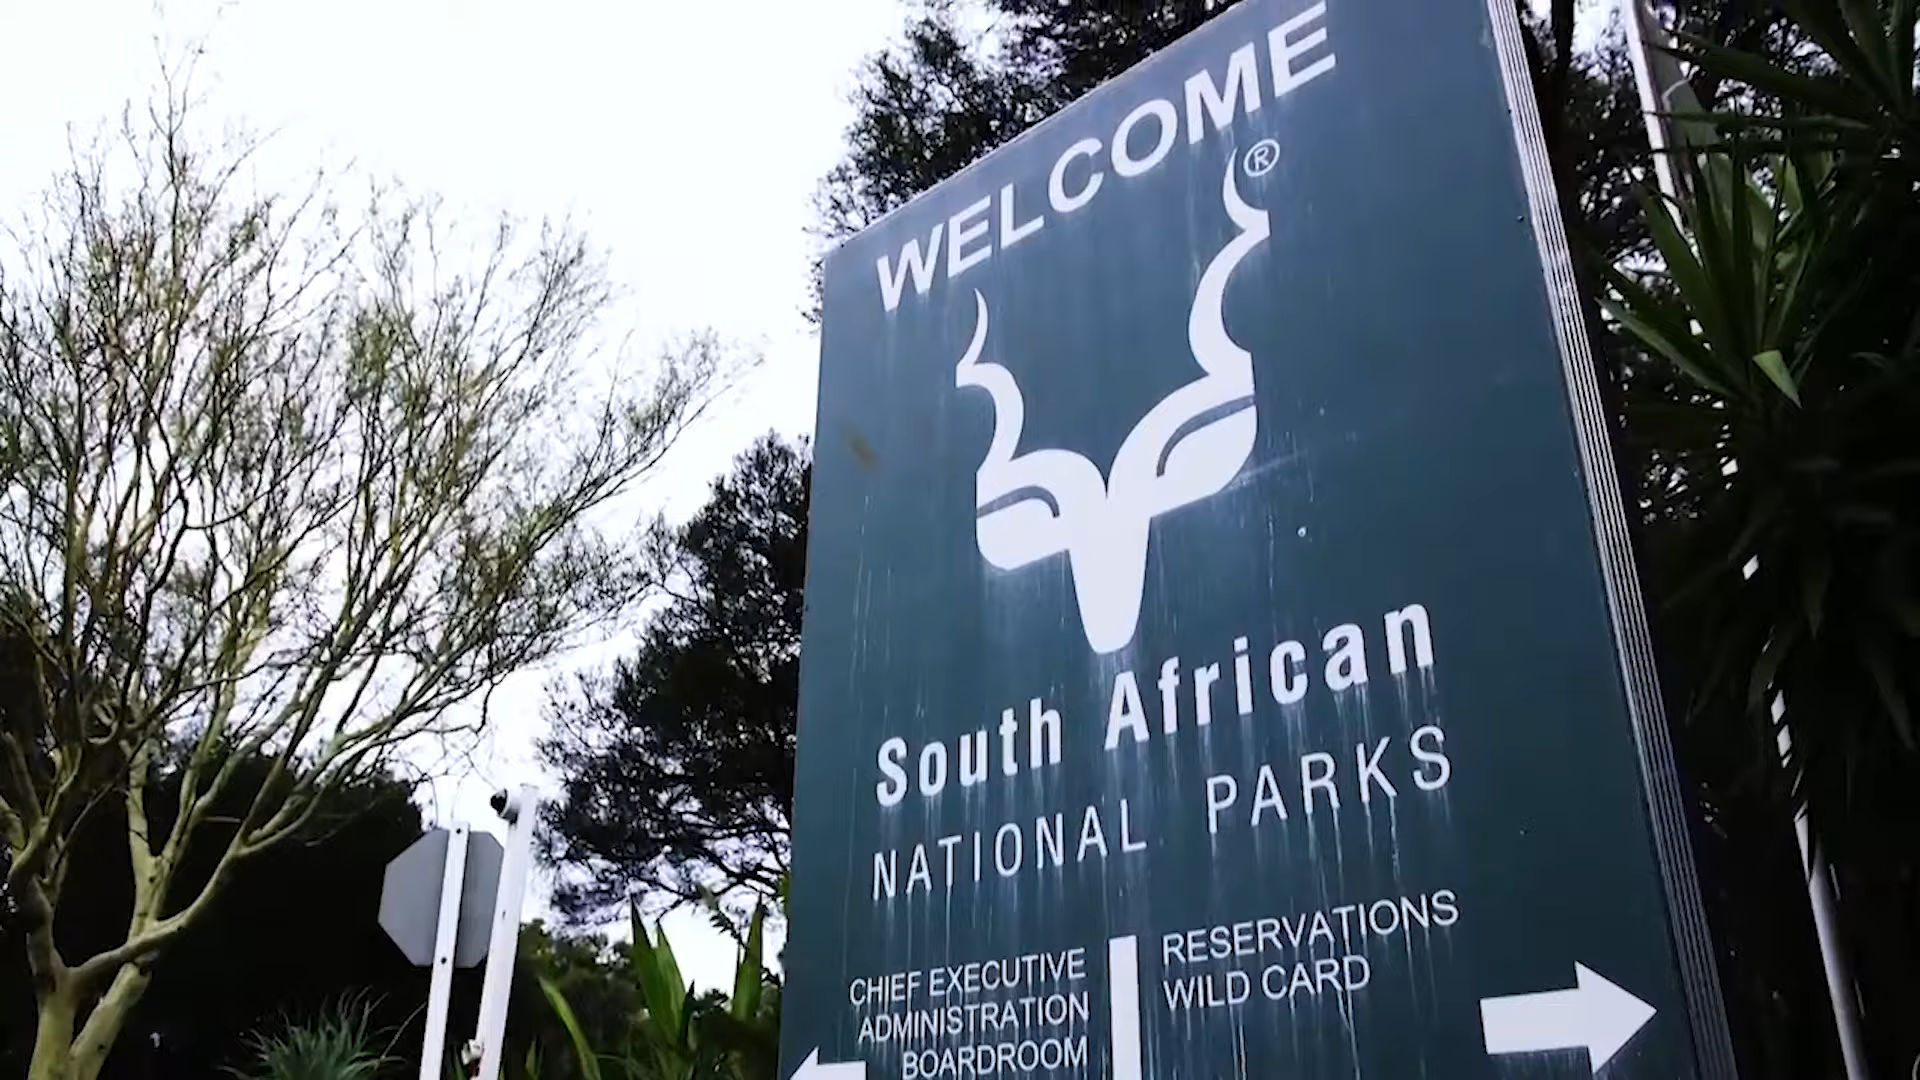 WELCOME
®
South African
NATIONAL PARKS
CHIEF EXECUTIVE
ADMINISTRATION
BOARDROOM
RESERVATIONS
WILD CARD